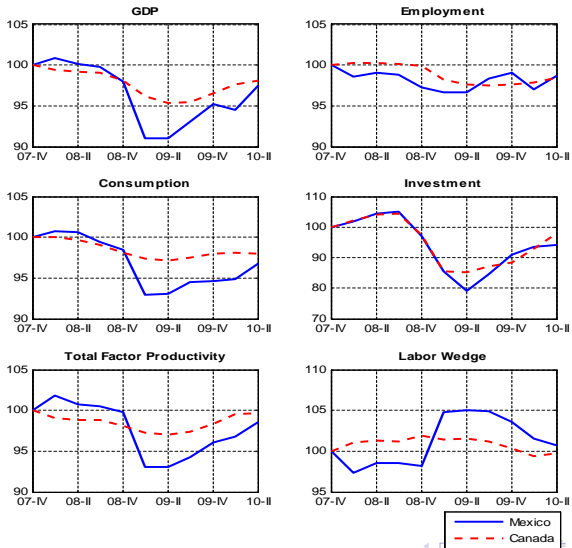 GDP
105
100
95
90
07-IV 08-II 08-IV 09-II 09-IV 10-II
Employment
105
100
95
90
07-IV 08-II 08-IV 09-II 09-IV 10-II
Consumption
105
100
95
90
07-IV 08-II 08-IV 09-II 09-IV 10-II
Investment
110
100
90
80
70
07-IV 08-II 08-IV 09-II 09-IV 10-II
Total Factor Productivity
105
100
95
90
07-IV 08-II 08-IV 09-II 09-IV 10-II
Labor Wedge
110
105
100
95
07-IV 08-II 08-IV 09-II 09-IV 10-II
Mexico
Canada